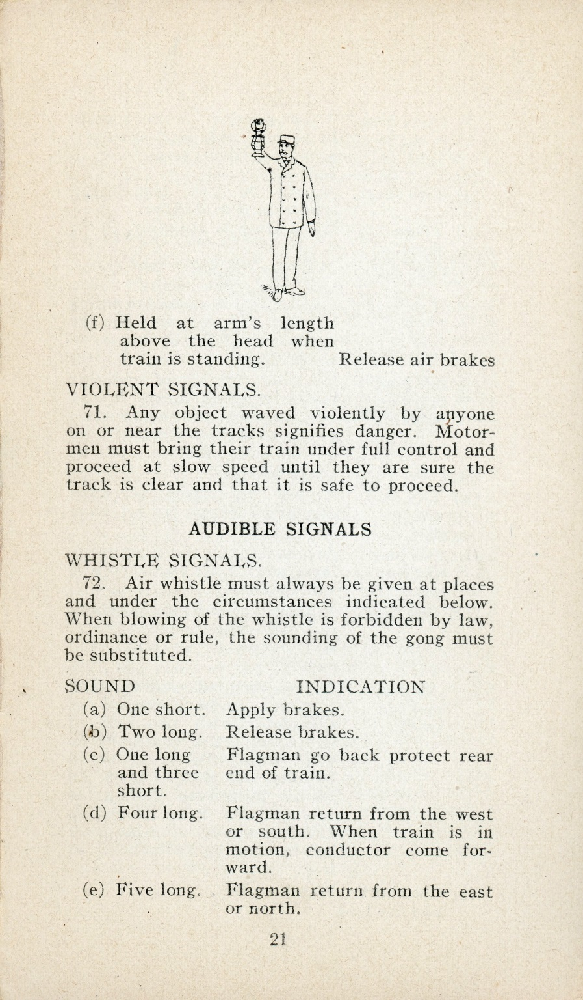 (f) Held at arm's length
above the head when
train is standing. Release air brakes
VIOLENT SIGNALS.
71. Any object waved violently by anyone
on or near the tracks signifies danger. Motor-
men must bring their train under full control and
proceed at slow speed until they are sure the
track is clear and that it is safe to proceed.
AUDIBLE SIGNALS
WHISTLE SIGNALS.
72. Air whistle must always be given at places
and under the circumstances indicated below.
When blowing of the whistle is forbidden by law,
ordinance or rule, the sounding of the gong must
be substituted.
SOUND INDICATION
(a) One short. Apply brakes.
(b) Two long. Release brakes.
(c) One long Flagman go back protect rear
and three end of train.
short.
(d) Four long. Flagman return from the west
or south. When train is in
motion, conductor come for-
ward.
(e) Five long. Flagman return from the east
or north.
21